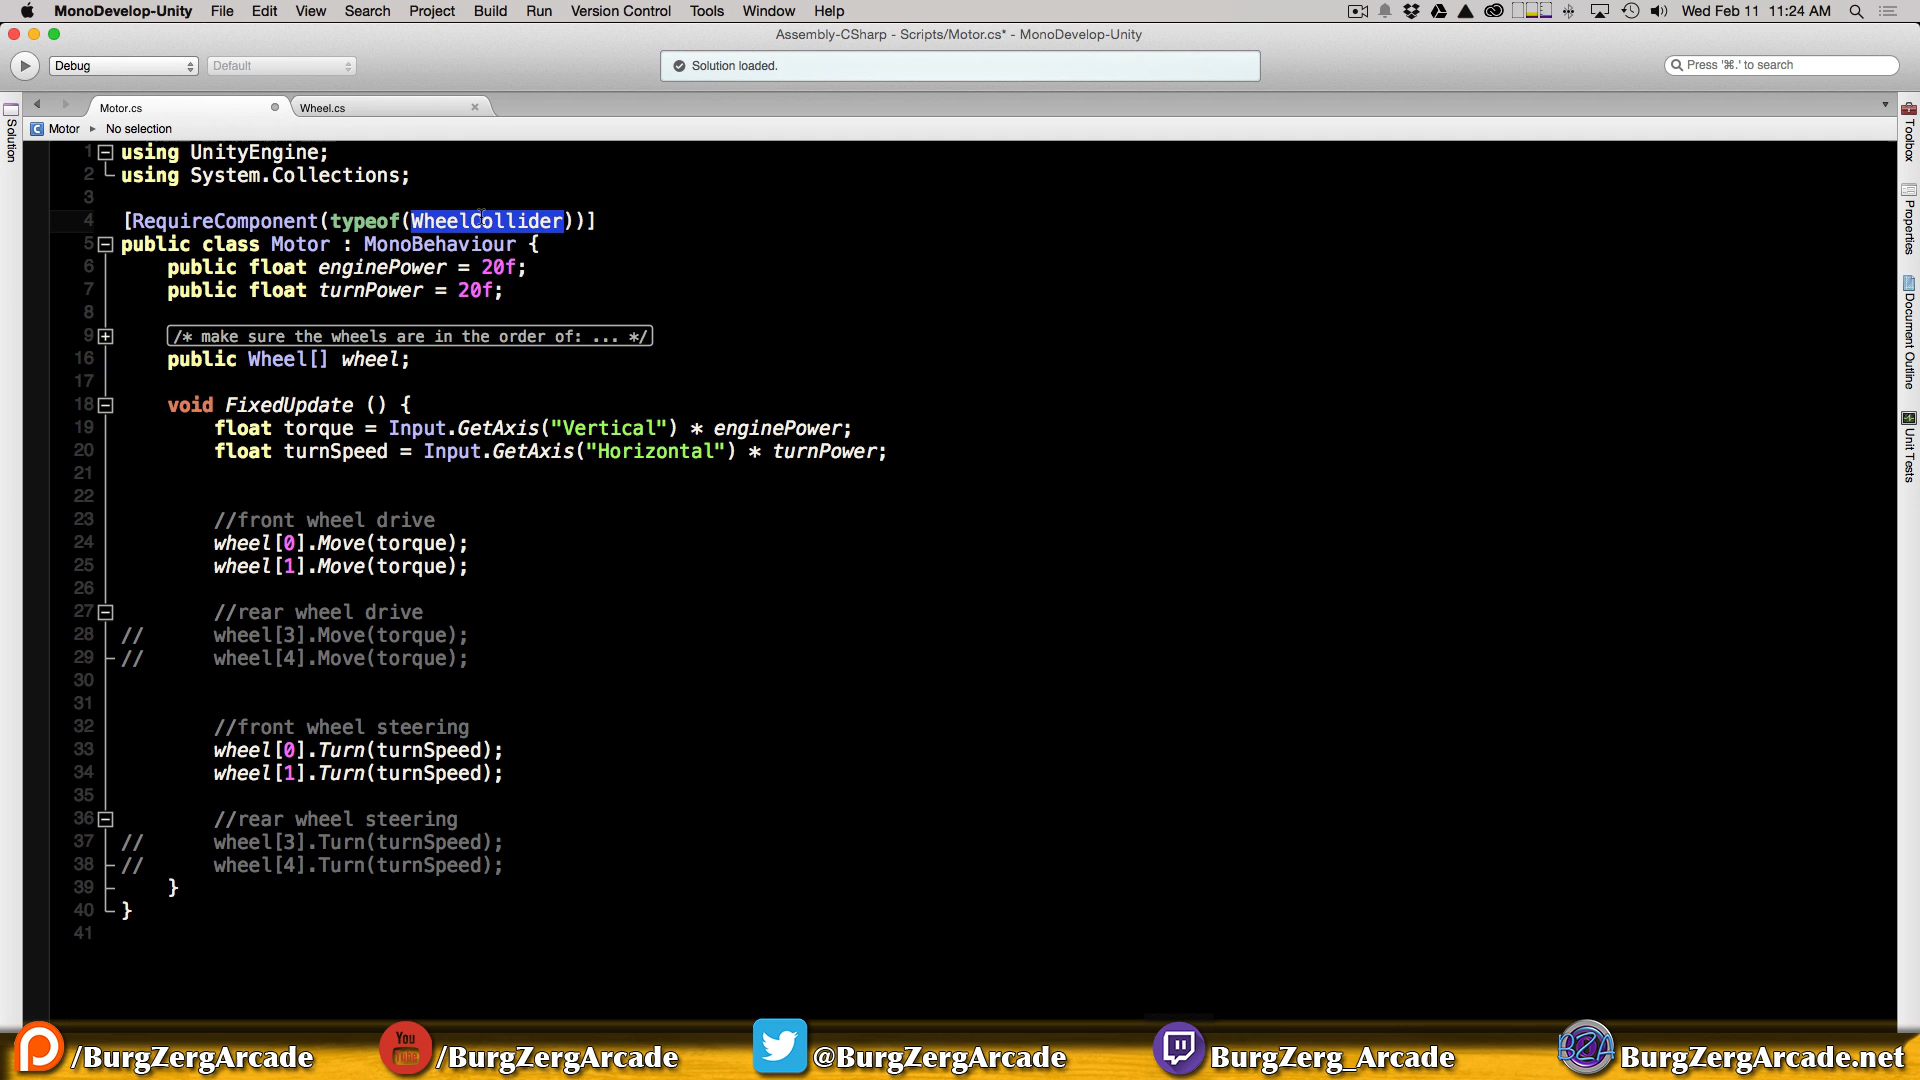 MonoDevelop-Unity File Edit View Search Project Build Run Version Control Tools Window Help Wed Feb 11 11:24 AM
Assembly-CSharp - Scripts/Motor.cs* - MonoDevelop-Unity
Debug Default Solution loaded. Press '⌘.' to search
Motor.cs Wheel.cs
Motor No selection
Solution
Toolbox
Properties
Document Outline
Unit Tests
1 using UnityEngine;
2 using System.Collections;
3
4 [RequireComponent(typeof(WheelCollider))]
5 public class Motor : MonoBehaviour {
6 public float enginePower = 20f;
7 public float turnPower = 20f;
8
9 /* make sure the wheels are in the order of: ... */
16 public Wheel[] wheel;
17
18 void FixedUpdate () {
19 float torque = Input.GetAxis("Vertical") * enginePower;
20 float turnSpeed = Input.GetAxis("Horizontal") * turnPower;
21
22
23 //front wheel drive
24 wheel[0].Move(torque);
25 wheel[1].Move(torque);
26
27 //rear wheel drive
28 // wheel[3].Move(torque);
29 // wheel[4].Move(torque);
30
31
32 //front wheel steering
33 wheel[0].Turn(turnSpeed);
34 wheel[1].Turn(turnSpeed);
35
36 //rear wheel steering
37 // wheel[3].Turn(turnSpeed);
38 // wheel[4].Turn(turnSpeed);
39 }
40 }
41
/BurgZergArcade You Tube /BurgZergArcade @BurgZergArcade BurgZerg_Arcade BZA BurgZergArcade.net